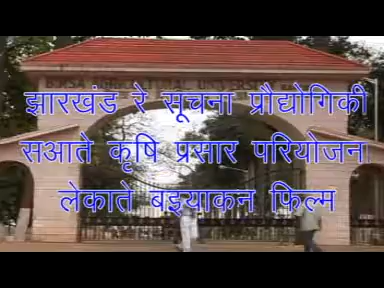 झारखंड रे सूचना प्रौद्योगिकी
सआते कृषि प्रसार परियोजन
लेकाते बइयाकन फिल्म